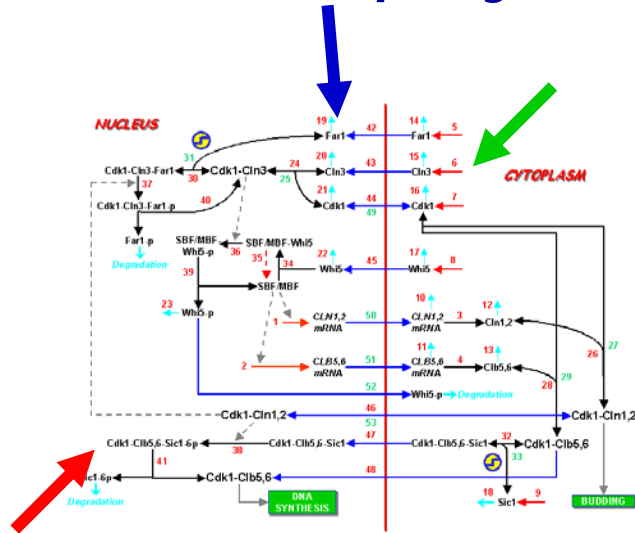 NUCLEUS
CYTOPLASM
19 42 14 5
Far1 Far1
31
30
20 43 15 6
Cdk1-Cln3-Far1 Cdk1-Cln3 24 Cln3 Cln3
25
37
21 44 16 7
Cdk1 49 Cdk1
Cdk1-Cln3-Far1-p 40
Far1-p
Degradation
SBF/MBF SBF/MBF-Whi5
Whi5-p 36 35 34
22 45 17 8
Whi5 Whi5
39
SBF/MBF
23 Whi5-p
1 CLN1,2 50 CLN1,2 3 Cln1,2
mRNA mRNA
10 12
27
26
11 13
2 CLB5,6 51 CLB5,6 4 Clb5,6
mRNA mRNA
28 29
52 Whi5-p Degradation
Cdk1-Cln1,2 46 Cdk1-Cln1,2
53
Cdk1-Clb5,6-Sic1-6p 38 Cdk1-Clb5,6-Sic1 47 Cdk1-Clb5,6-Sic1 32 Cdk1-Clb5,6
33
41
ic1-6p Cdk1-Clb5,6 48
Degradation
DNA
SYNTHESIS
18 Sic1 9
BUDDING